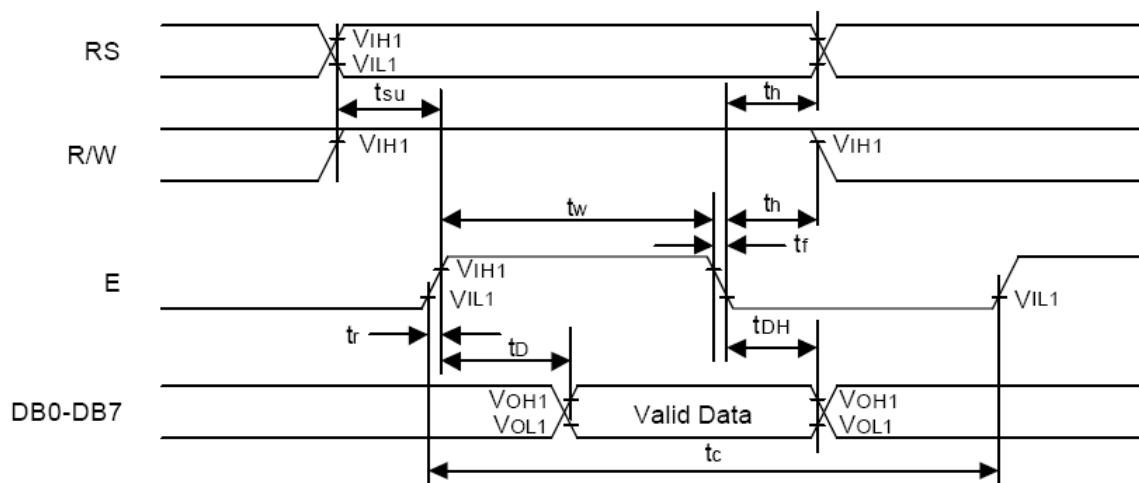 RS
VIH1
VIL1
tsu
th
R/W
VIH1
VIH1
tw
th
tf
E
VIH1
VIL1
VIL1
tr
tD
tDH
DB0-DB7
VOH1
VOL1
Valid Data
VOH1
VOL1
tc